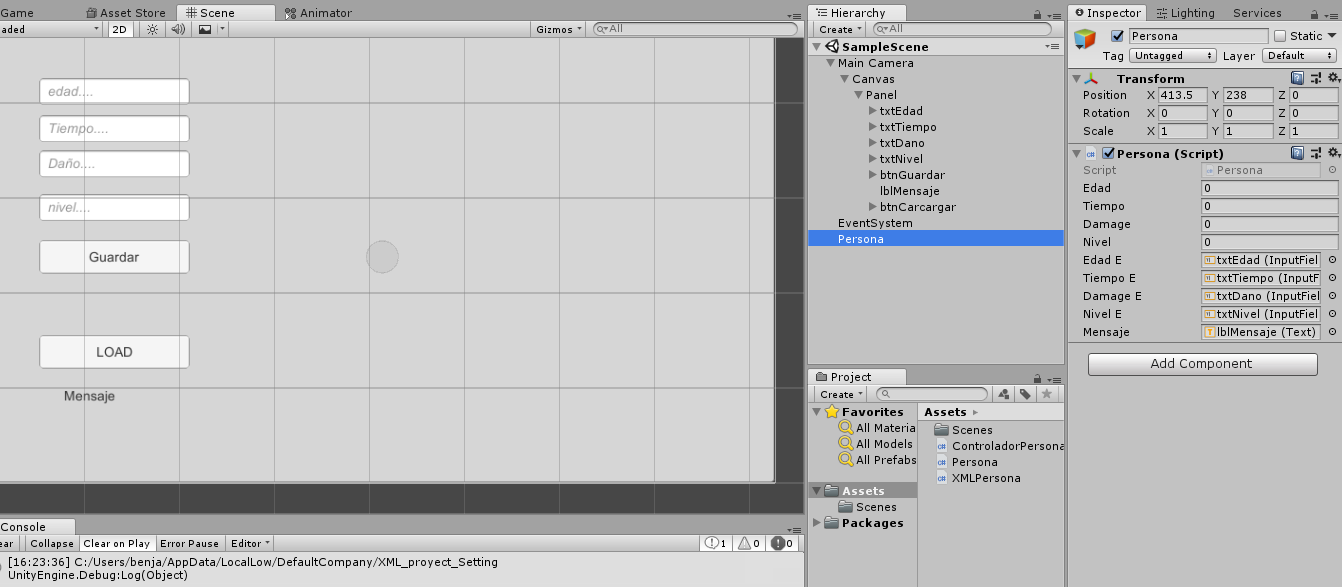 Game Asset Store Scene Animator
aded 2D Gizmos All
edad....
Tiempo....
Daño....
nivel....
Guardar
LOAD
Mensaje
Console
ear Collapse Clear on Play Error Pause Editor 1 0 0
[16:23:36] C:/Users/benja/AppData/LocalLow/DefaultCompany/XML_proyect_Setting
UnityEngine.Debug:Log(Object)
Hierarchy
Create All
SampleScene
Main Camera
Canvas
Panel
txtEdad
txtTiempo
txtDano
txtNivel
btnGuardar
lblMensaje
btnCarcargar
EventSystem
Persona
Project
Create
Favorites
All Materia
All Models
All Prefabs
Assets
Scenes
Packages
Assets
Scenes
ControladorPersona
Persona
XMLPersona
Inspector Lighting Services
Persona Static
Tag Untagged Layer Default
Transform
Position X 413.5 Y 238 Z 0
Rotation X 0 Y 0 Z 0
Scale X 1 Y 1 Z 1
Persona (Script)
Script Persona
Edad 0
Tiempo 0
Damage 0
Nivel 0
Edad E txtEdad (InputFiel
Tiempo E txtTiempo (InputF
Damage E txtDano (InputFiel
Nivel E txtNivel (InputFiel
Mensaje lblMensaje (Text)
Add Component